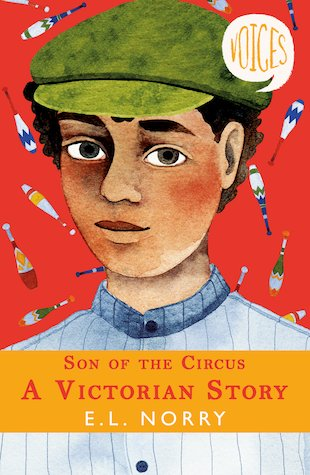 VOICES
SON OF THE CIRCUS
A VICTORIAN STORY
E.L. NORRY